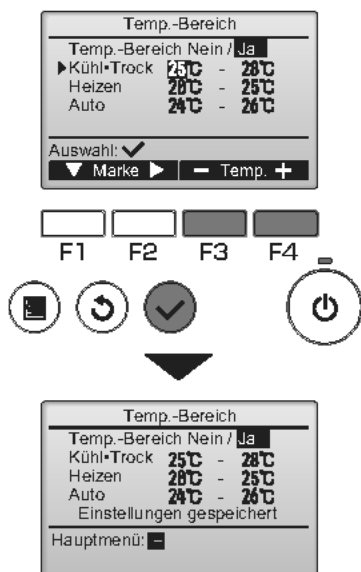 Temp.-Bereich
Temp.-Bereich Nein / Ja
▶Kühl•Trock 25°C - 28°C
Heizen 20°C - 25°C
Auto 24°C - 26°C
Auswahl: ✓
▼ Marke ▶ − Temp. +
F1 F2 F3 F4
Temp.-Bereich
Temp.-Bereich Nein / Ja
Kühl•Trock 25°C - 28°C
Heizen 20°C - 25°C
Auto 24°C - 26°C
Einstellungen gespeichert
Hauptmenü: